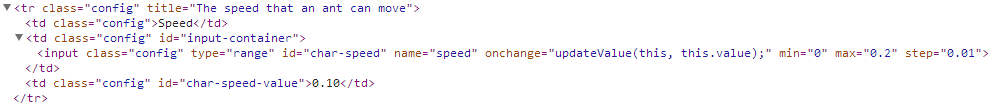 <tr class="config" title="The speed that an ant can move">
<td class="config">Speed</td>
<td class="config" id="input-container">
<input class="config" type="range" id="char-speed" name="speed" onchange="updateValue(this, this.value);" min="0" max="0.2" step="0.01">
</td>
<td class="config" id="char-speed-value">0.10</td>
</tr>